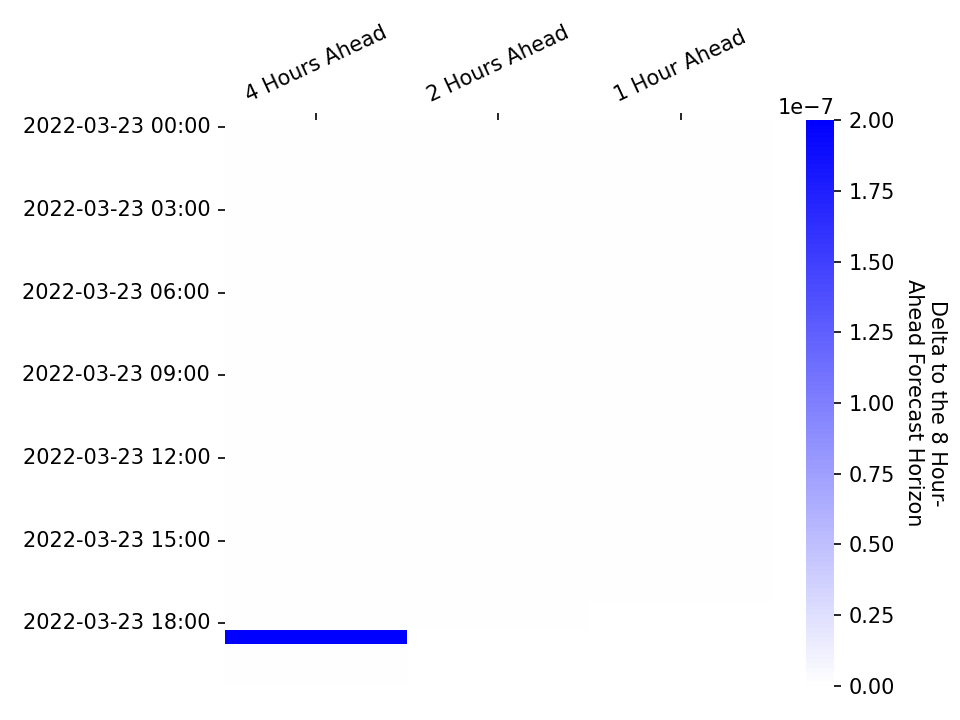 4 Hours Ahead
2 Hours Ahead
1 Hour Ahead
2022-03-23 00:00
2022-03-23 03:00
2022-03-23 06:00
2022-03-23 09:00
2022-03-23 12:00
2022-03-23 15:00
2022-03-23 18:00
1e−7
2.00
1.75
1.50
1.25
1.00
0.75
0.50
0.25
0.00
Delta to the 8 Hour-
Ahead Forecast Horizon